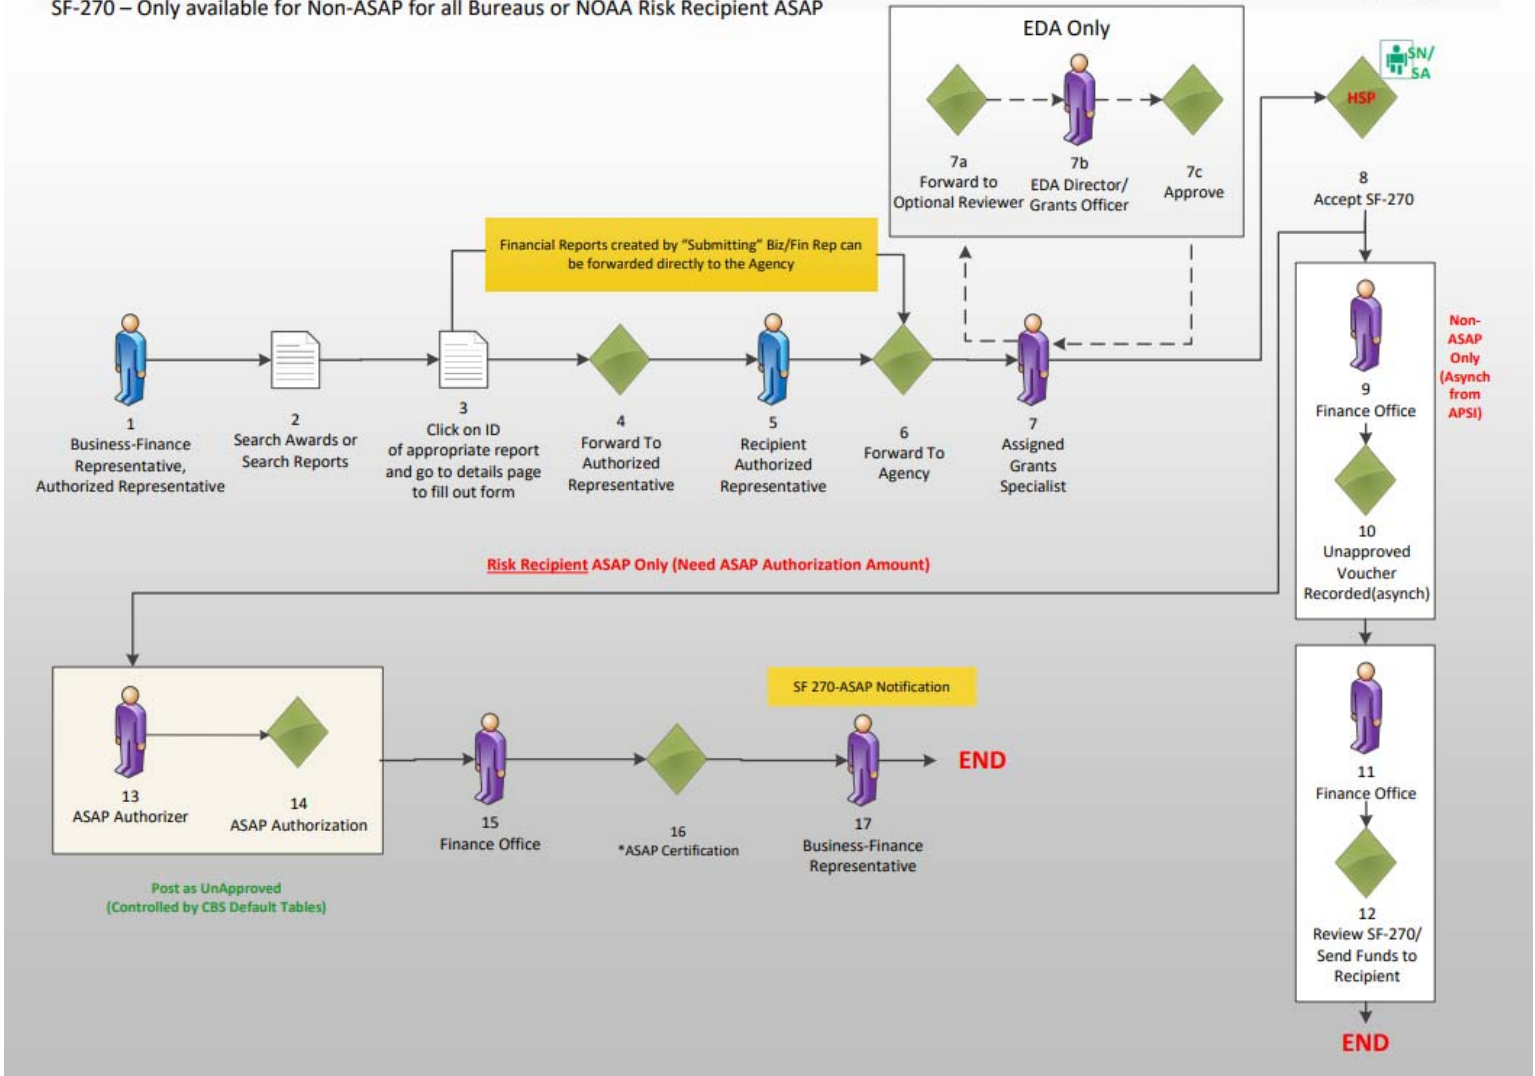 SF-270 – Only available for Non-ASAP for all Bureaus or NOAA Risk Recipient ASAP
EDA Only
7a
Forward to
Optional Reviewer
7b
EDA Director/
Grants Officer
7c
Approve
SN/
SA
HSP
8
Accept SF-270
Financial Reports created by “Submitting” Biz/Fin Rep can
be forwarded directly to the Agency
1
Business-Finance
Representative,
Authorized Representative
2
Search Awards or
Search Reports
3
Click on ID
of appropriate report
and go to details page
to fill out form
4
Forward To
Authorized
Representative
5
Recipient
Authorized
Representative
6
Forward To
Agency
7
Assigned
Grants
Specialist
9
Finance Office
Non-
ASAP
Only
(Asynch
from
APSI)
10
Unapproved
Voucher
Recorded(asynch)
Risk Recipient ASAP Only (Need ASAP Authorization Amount)
11
Finance Office
12
Review SF-270/
Send Funds to
Recipient
END
13
ASAP Authorizer
14
ASAP Authorization
Post as UnApproved
(Controlled by CBS Default Tables)
15
Finance Office
16
*ASAP Certification
SF 270-ASAP Notification
17
Business-Finance
Representative
END